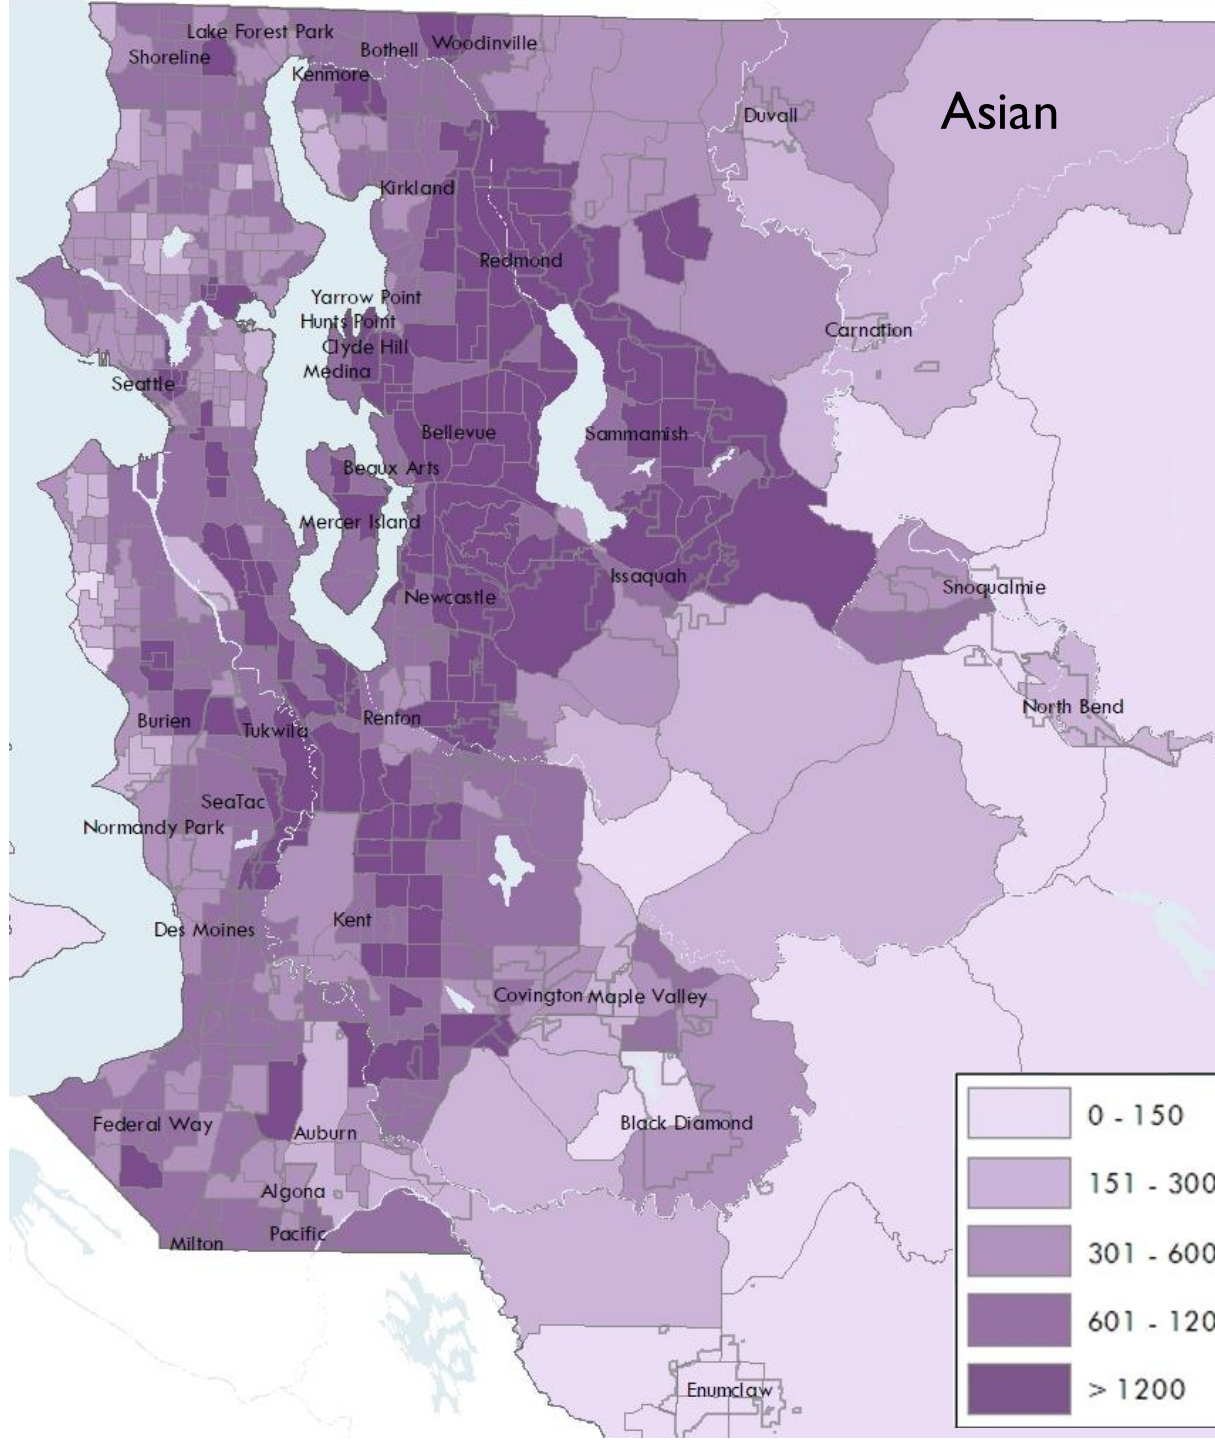 Lake Forest Park
Woodinville
Bothell
Shoreline
Kenmore
Asian
Duvall
Kirkland
Redmond
Yarrow Point
Hunts Point
Carnation
Clyde Hill
Medina
Seattle
Bellevue
Sammamish
Beaux Arts
Mercer Island
Issaquah
Snoqualmie
Newcastle
North Bend
Burien
Renton
Tukwila
SeaTac
Normandy Park
Kent
Des Moines
Covington
Maple Valley
Federal Way
Black Diamond
Auburn
Algona
Pacific
Milton
Enumclaw
0 - 150
151 - 300
301 - 600
601 - 120
> 1200